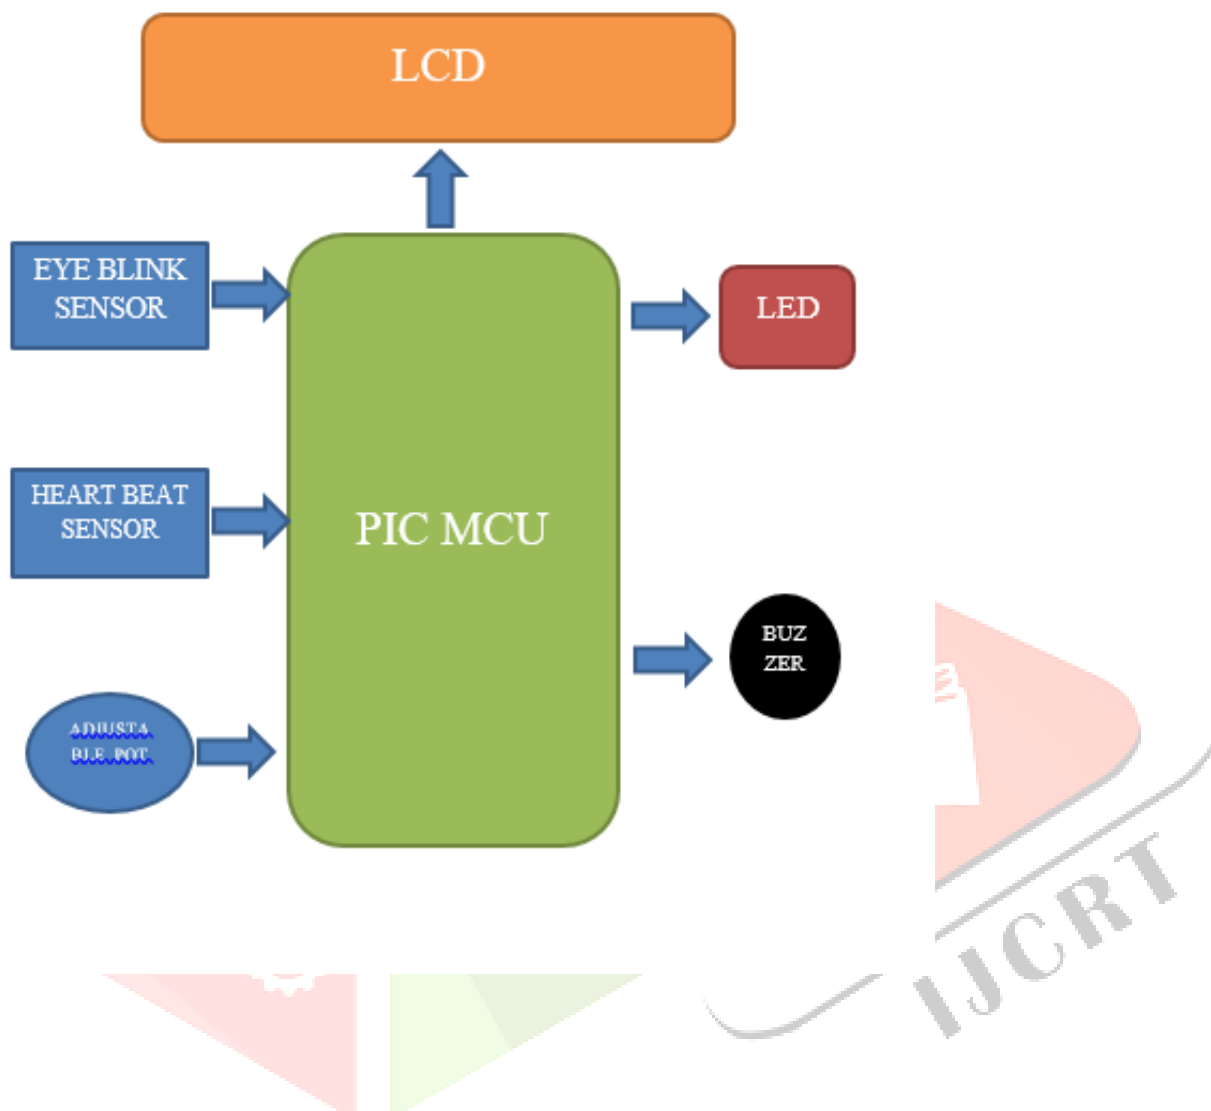 LCD
EYE BLINK
SENSOR
LED
HEART BEAT
SENSOR
PIC MCU
BUZ
ZER
ADJUSTA
BLE POT
IJCRT